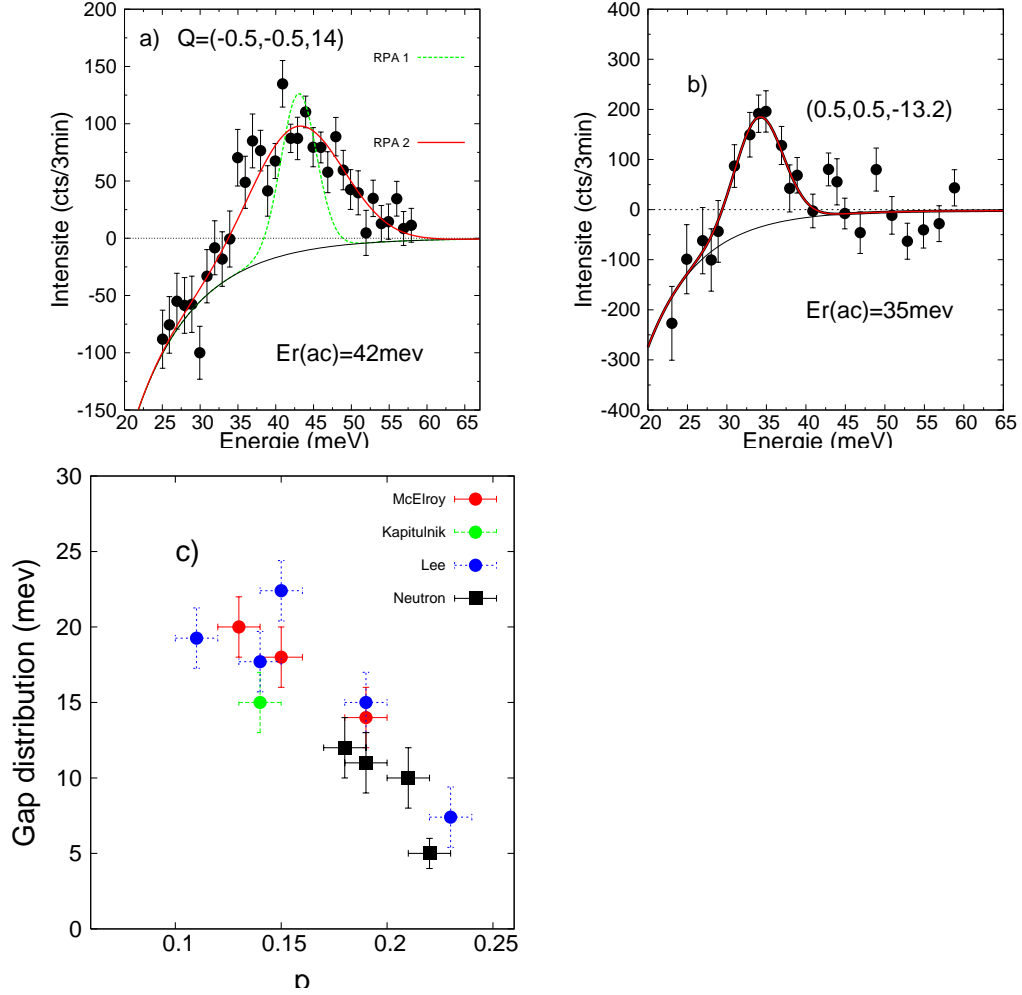 a) Q=(-0.5,-0.5,14)
RPA 1
RPA 2
Er(ac)=42mev
Intensite (cts/3min)
150
100
50
0
-50
-100
-150
20 25 30 35 40 45 50 55 60 65
Energie (meV)
b)
(0.5,0.5,-13.2)
Er(ac)=35mev
Intensite (cts/3min)
400
300
200
100
0
-100
-200
-300
-400
20 25 30 35 40 45 50 55 60 65
Energie (meV)
c)
McElroy
Kapitulnik
Lee
Neutron
Gap distribution (mev)
30
25
20
15
10
5
0
0.1 0.15 0.2 0.25
p